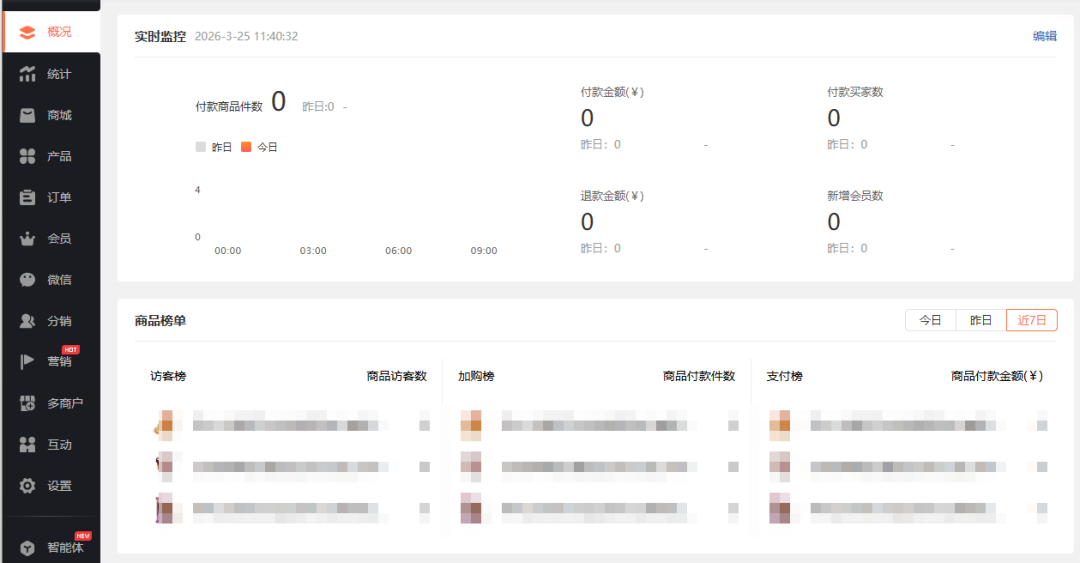 概况
统计
商城
产品
订单
会员
微信
分销
HOT
营销
多商户
互动
设置
NEW
智能体
实时监控 2026-3-25 11:40:32 编辑
付款商品件数 0 昨日:0 -
昨日 今日
4
0
00:00 03:00 06:00 09:00
付款金额(￥)
0
昨日：0 -
付款买家数
0
昨日：0 -
退款金额(￥)
0
昨日：0 -
新增会员数
0
昨日：0 -
商品榜单 今日 昨日 近7日
访客榜 商品访客数 加购榜 商品付款件数 支付榜 商品付款金额(￥)